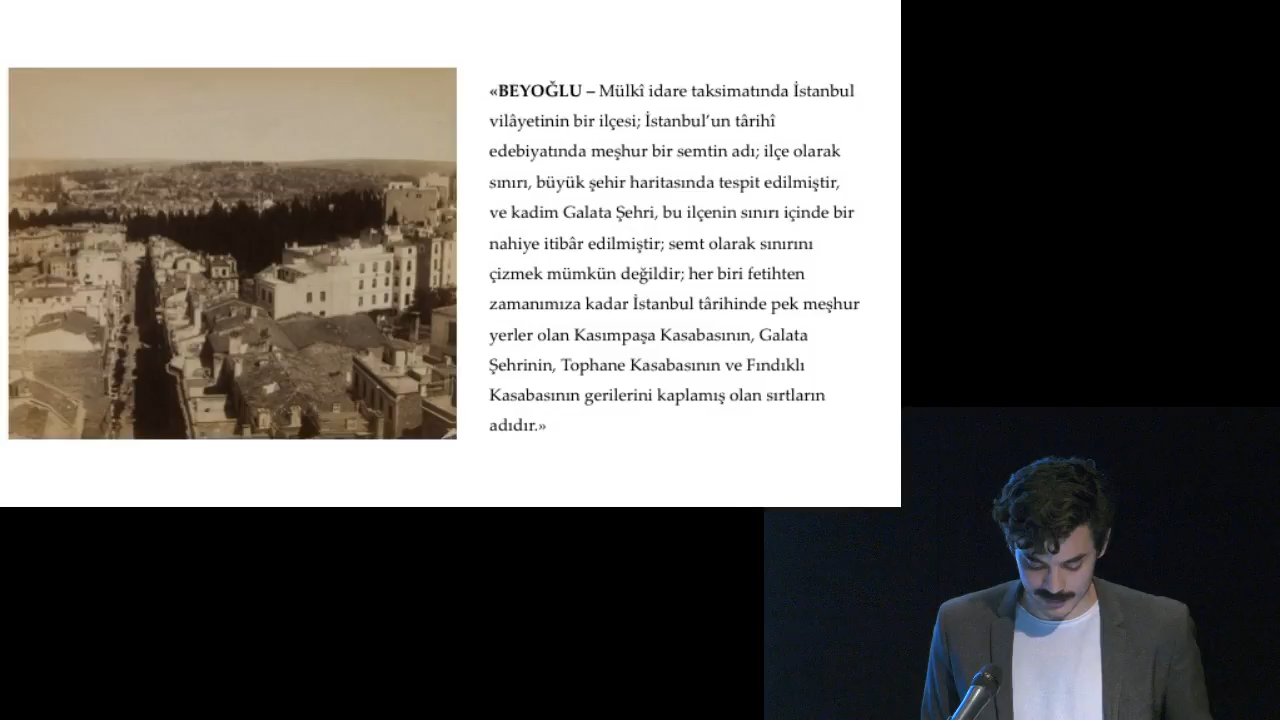 «BEYOĞLU – Mülkî idare taksimatında İstanbul
vilâyetinin bir ilçesi; İstanbul’un târihî
edebiyatında meşhur bir semtin adı; ilçe olarak
sınırı, büyük şehir haritasında tespit edilmiştir,
ve kadim Galata Şehri, bu ilçenin sınırı içinde bir
nahiye itibâr edilmiştir; semt olarak sınırını
çizmek mümkün değildir; her biri fetihten
zamanımıza kadar İstanbul târihinde pek meşhur
yerler olan Kasımpaşa Kasabasının, Galata
Şehrinin, Tophane Kasabasının ve Fındıklı
Kasabasının gerilerini kaplamış olan sırtların
adıdır.»